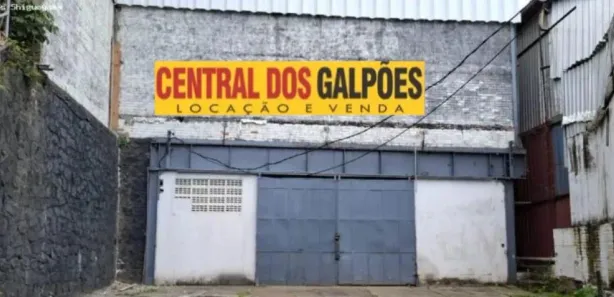 CENTRAL DOS GALPÕES
LOCAÇÃO E VENDA